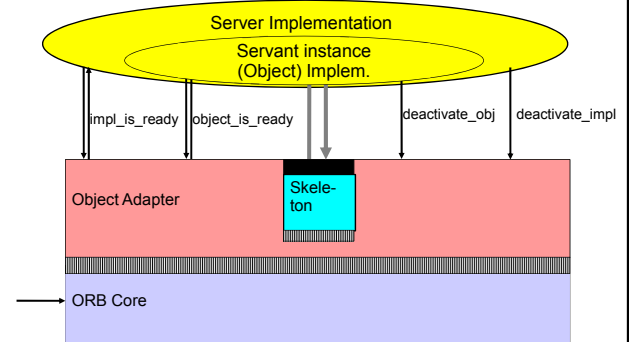 Server Implementation
Servant instance
(Object) Implem.
impl_is_ready
object_is_ready
deactivate_obj
deactivate_impl
Object Adapter
Skele-
ton
ORB Core